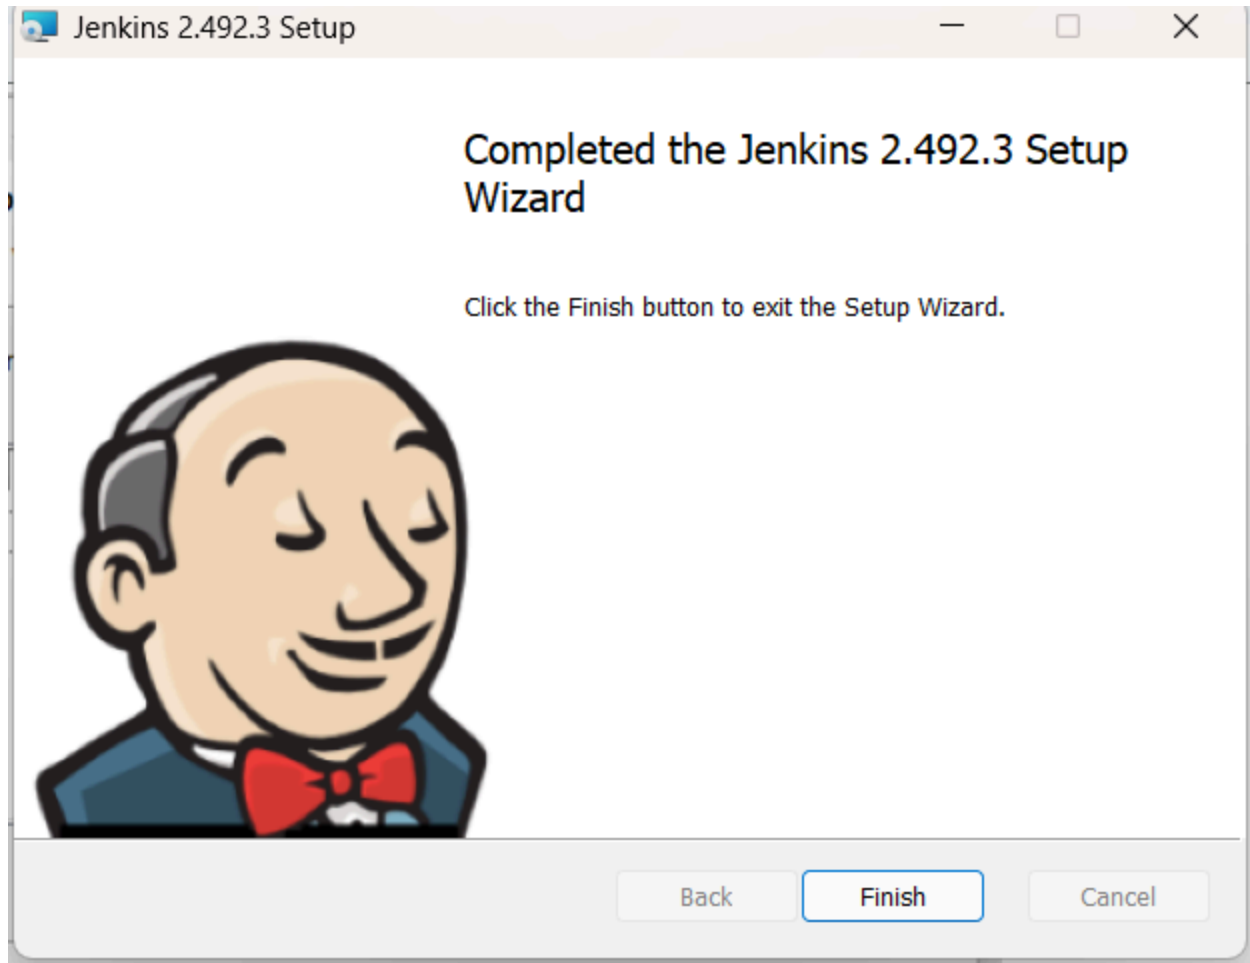 Jenkins 2.492.3 Setup
Completed the Jenkins 2.492.3 Setup
Wizard
Click the Finish button to exit the Setup Wizard.
Back
Finish
Cancel